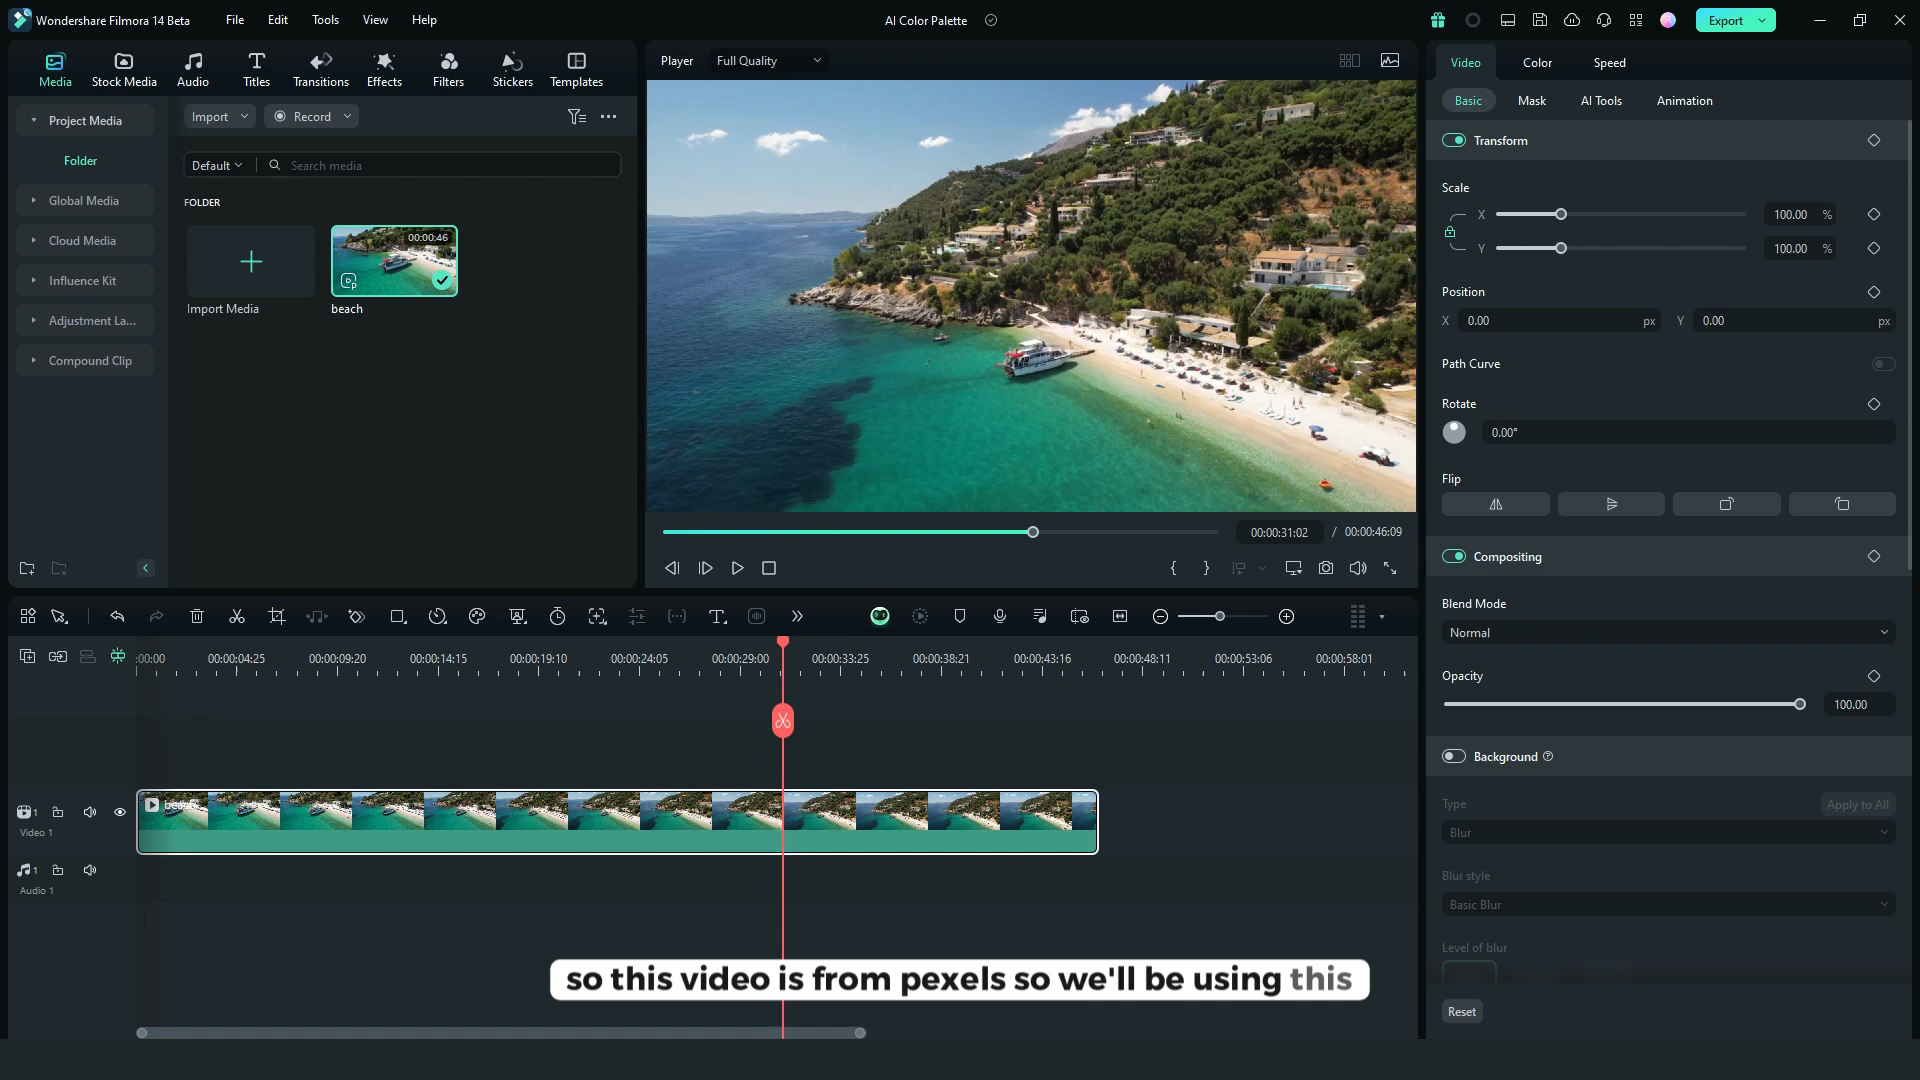 Wondershare Filmora 14 Beta File Edit Tools View Help
AI Color Palette
Export
Media Stock Media Audio Titles Transitions Effects Filters Stickers Templates
Project Media
Folder
Global Media
Cloud Media
Influence Kit
Adjustment La...
Compound Clip
Import Record
Default Search media
FOLDER
00:00:46
Import Media beach
Player Full Quality
00:00:31:02 / 00:00:46:09
Video Color Speed
Basic Mask AI Tools Animation
Transform
Scale
X 100.00 %
Y 100.00 %
Position
X 0.00 px Y 0.00 px
Path Curve
Rotate
0.00°
Flip
Compositing
Blend Mode
Normal
Opacity
100.00
Background
Type Apply to All
Blur
Blur style
Basic Blur
Level of blur
Reset
:00:00 00:00:04:25 00:00:09:20 00:00:14:15 00:00:19:10 00:00:24:05 00:00:29:00 00:00:33:25 00:00:38:21 00:00:43:16 00:00:48:11 00:00:53:06 00:00:58:01
1
Video 1
beach
1
Audio 1
so this video is from pexels so we'll be using this